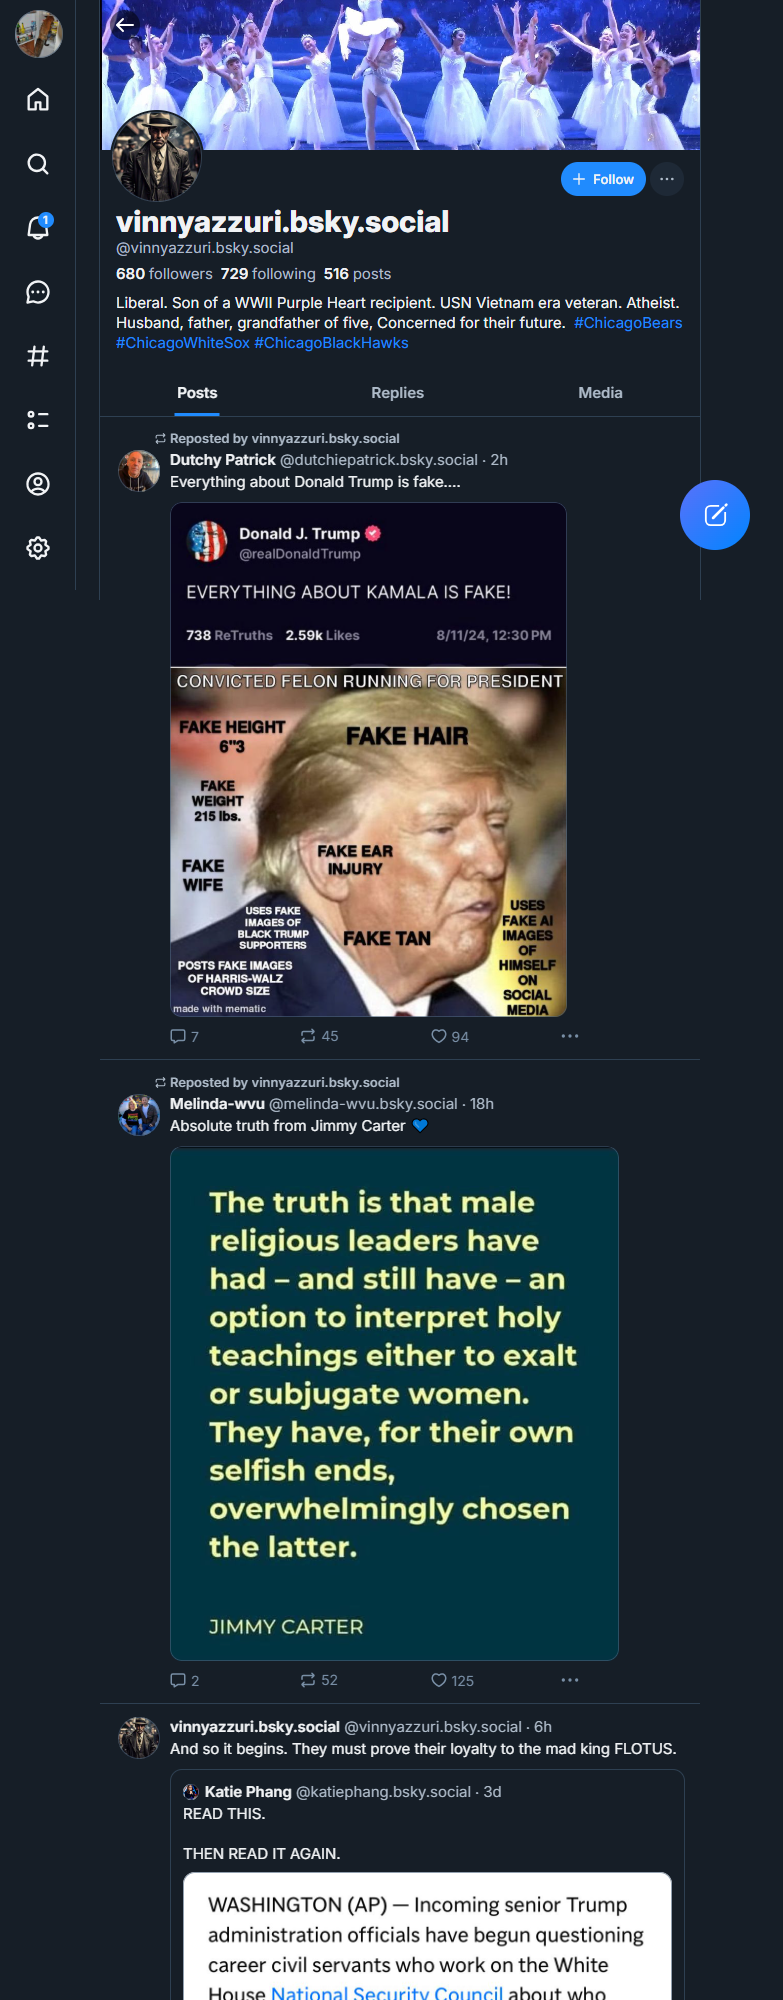 1
Follow
vinnyazzuri.bsky.social
@vinnyazzuri.bsky.social
680 followers 729 following 516 posts
Liberal. Son of a WWII Purple Heart recipient. USN Vietnam era veteran. Atheist.
Husband, father, grandfather of five, Concerned for their future. #ChicagoBears
#ChicagoWhiteSox #ChicagoBlackHawks
Posts Replies Media
Reposted by vinnyazzuri.bsky.social
Dutchy Patrick @dutchiepatrick.bsky.social · 2h
Everything about Donald Trump is fake....
Donald J. Trump
@realDonaldTrump
EVERYTHING ABOUT KAMALA IS FAKE!
738 ReTruths 2.59k Likes 8/11/24, 12:30 PM
CONVICTED FELON RUNNING FOR PRESIDENT
FAKE HEIGHT
6"3
FAKE HAIR
FAKE
WEIGHT
215 lbs.
FAKE EAR
INJURY
FAKE
WIFE
USES FAKE
IMAGES OF
BLACK TRUMP
SUPPORTERS
FAKE TAN
USES
FAKE AI
IMAGES
OF
HIMSELF
ON
SOCIAL
MEDIA
POSTS FAKE IMAGES
OF HARRIS-WALZ
CROWD SIZE
made with mematic
7 45 94
Reposted by vinnyazzuri.bsky.social
Melinda-wvu @melinda-wvu.bsky.social · 18h
Absolute truth from Jimmy Carter 💙
The truth is that male
religious leaders have
had – and still have – an
option to interpret holy
teachings either to exalt
or subjugate women.
They have, for their own
selfish ends,
overwhelmingly chosen
the latter.
JIMMY CARTER
2 52 125
vinnyazzuri.bsky.social @vinnyazzuri.bsky.social · 6h
And so it begins. They must prove their loyalty to the mad king FLOTUS.
Katie Phang @katiephang.bsky.social · 3d
READ THIS.
THEN READ IT AGAIN.
WASHINGTON (AP) — Incoming senior Trump
administration officials have begun questioning
career civil servants who work on the White
House National Security Council about who